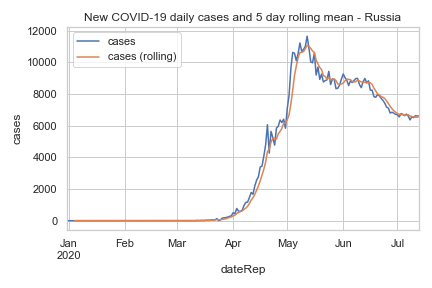 New COVID-19 daily cases and 5 day rolling mean - Russia
cases
cases (rolling)
12000
10000
8000
6000
4000
2000
0
cases
Jan Feb Mar Apr May Jun Jul
2020
dateRep